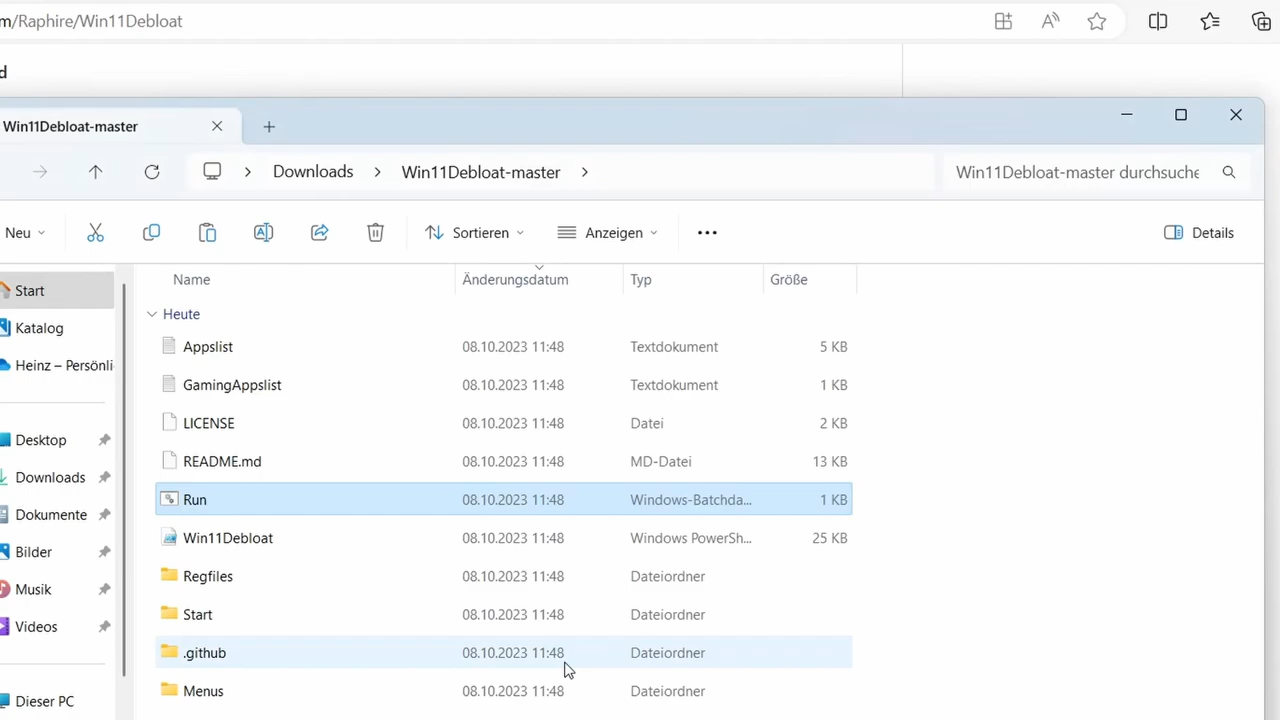 m/Raphire/Win11Debloat
d
Win11Debloat-master
Downloads > Win11Debloat-master >
Win11Debloat-master durchsuche
Neu
Sortieren
Anzeigen
Details
Name Änderungsdatum Typ Größe
Start
Katalog
Heinz – Persönli
Desktop
Downloads
Dokumente
Bilder
Musik
Videos
Dieser PC
Heute
Appslist 08.10.2023 11:48 Textdokument 5 KB
GamingAppslist 08.10.2023 11:48 Textdokument 1 KB
LICENSE 08.10.2023 11:48 Datei 2 KB
README.md 08.10.2023 11:48 MD-Datei 13 KB
Run 08.10.2023 11:48 Windows-Batchda... 1 KB
Win11Debloat 08.10.2023 11:48 Windows PowerSh... 25 KB
Regfiles 08.10.2023 11:48 Dateiordner
Start 08.10.2023 11:48 Dateiordner
.github 08.10.2023 11:48 Dateiordner
Menus 08.10.2023 11:48 Dateiordner